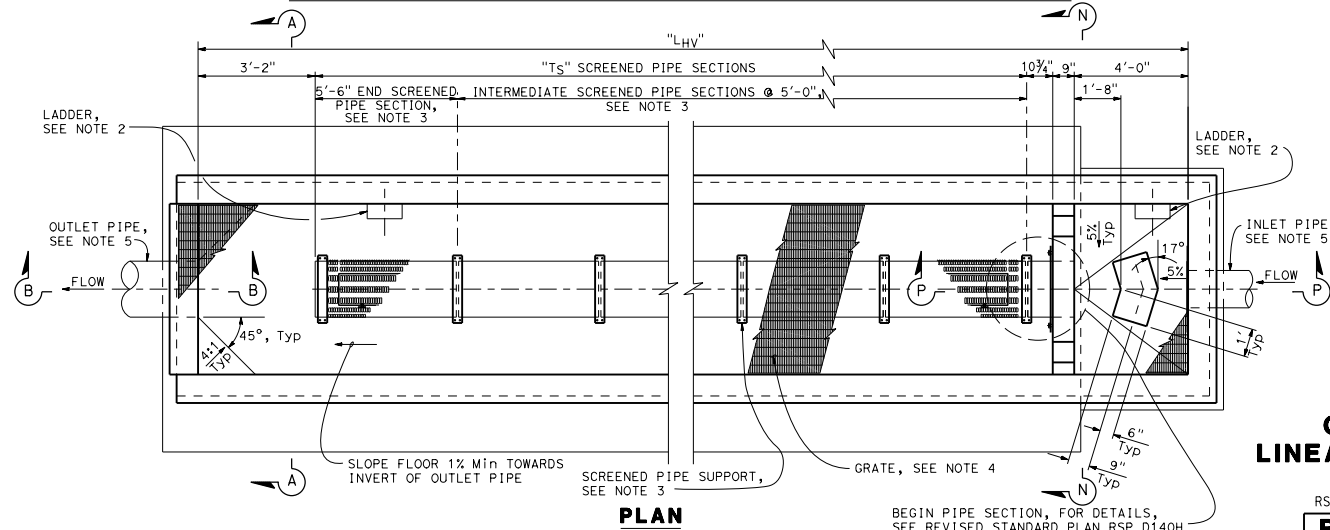 A
N
"LHV"
3'-2"
"TS" SCREENED PIPE SECTIONS
10¾"
9"
4'-0"
5'-6" END SCREENED
PIPE SECTION,
SEE NOTE 3
INTERMEDIATE SCREENED PIPE SECTIONS @ 5'-0",
SEE NOTE 3
1'-8"
LADDER,
SEE NOTE 2
LADDER,
SEE NOTE 2
OUTLET PIPE,
SEE NOTE 5
5%
Typ
17°
INLET PIPE
SEE NOTE 5
B
FLOW
B
P
5%
FLOW
P
4:1
Typ
45°, Typ
1'
Typ
6"
Typ
9"
Typ
SLOPE FLOOR 1% Min TOWARDS
INVERT OF OUTLET PIPE
SCREENED PIPE SUPPORT,
SEE NOTE 3
GRATE, SEE NOTE 4
LINEA
A
N
PLAN
BEGIN PIPE SECTION, FOR DETAILS,
SEE REVISED STANDARD PLAN RSP D140H
RS